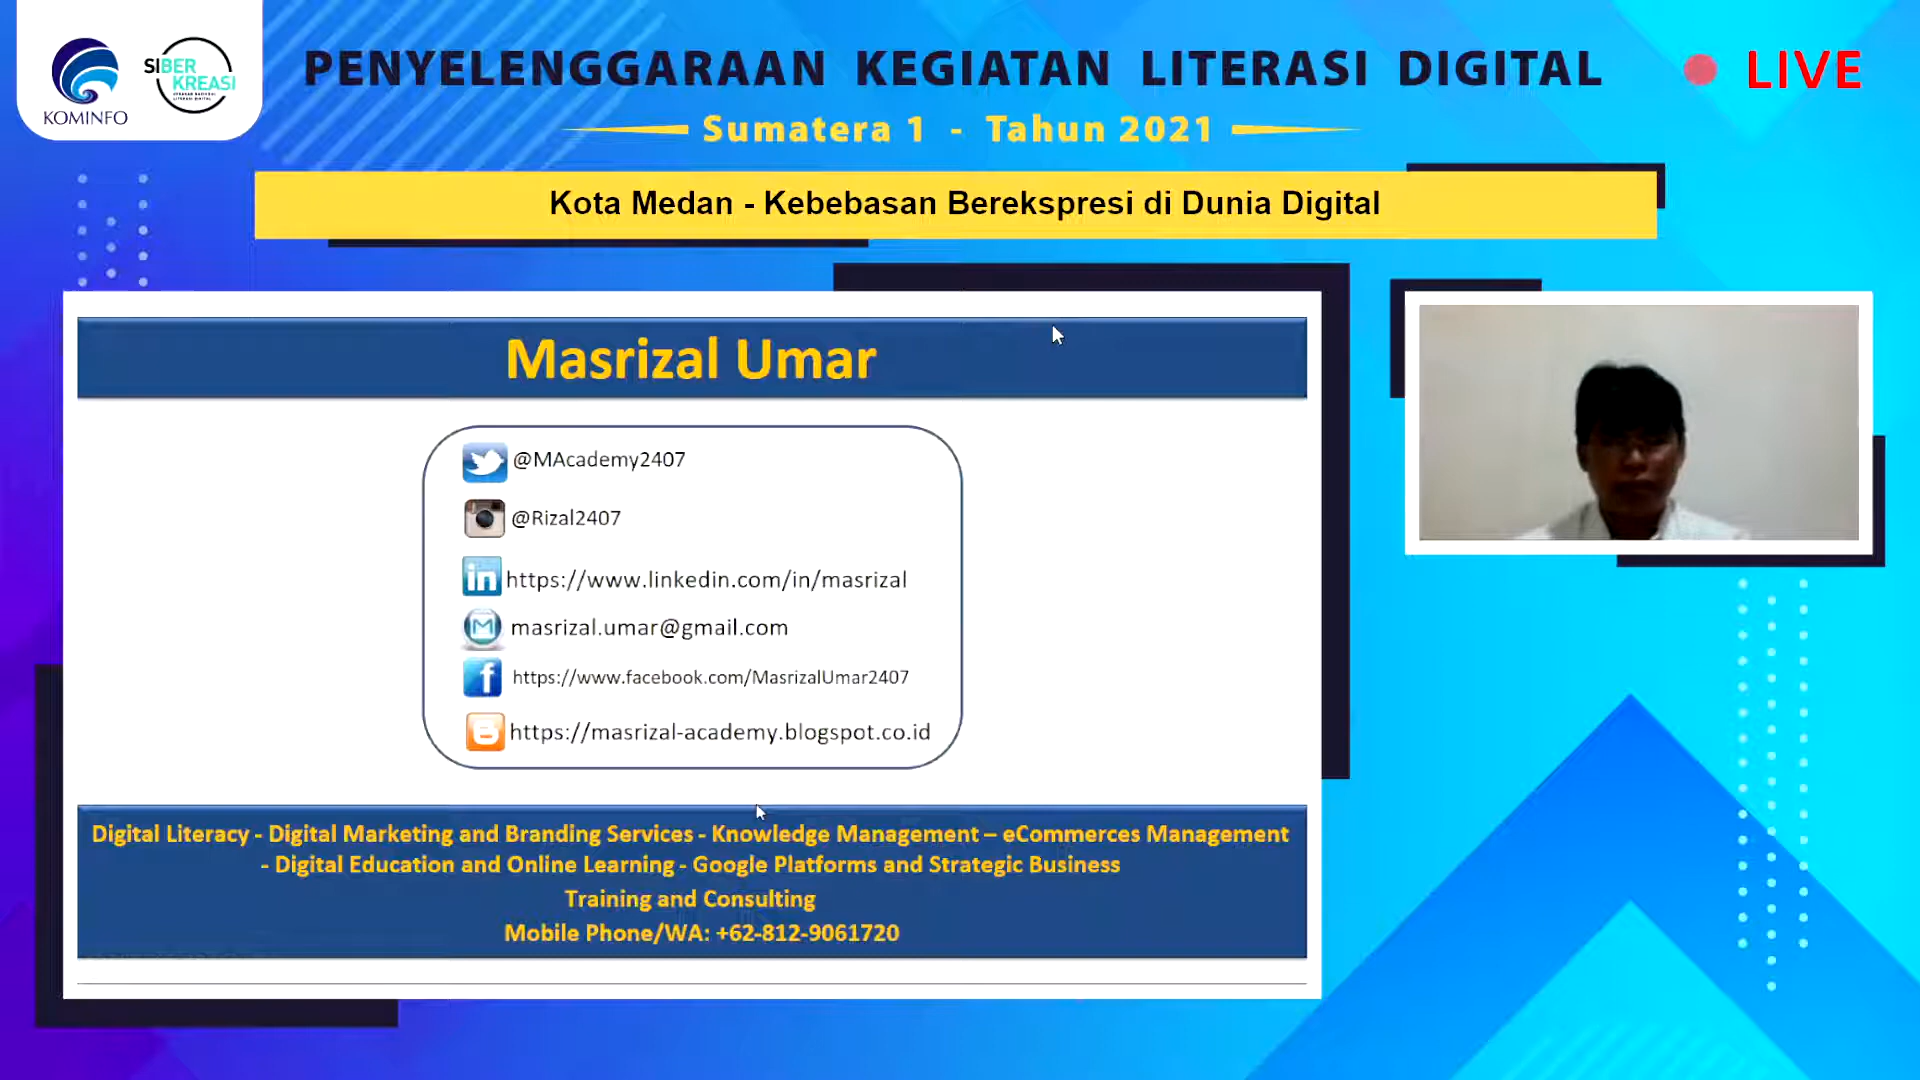 KOMINFO
SIBER
KREASI
PENYELENGGARAAN KEGIATAN LITERASI DIGITAL
LIVE
Sumatera 1 - Tahun 2021
Kota Medan - Kebebasan Berekspresi di Dunia Digital
Masrizal Umar
@MAcademy2407
@Rizal2407
in https://www.linkedin.com/in/masrizal
masrizal.umar@gmail.com
https://www.facebook.com/MasrizalUmar2407
https://masrizal-academy.blogspot.co.id
Digital Literacy - Digital Marketing and Branding Services - Knowledge Management – eCommerces Management
- Digital Education and Online Learning - Google Platforms and Strategic Business
Training and Consulting
Mobile Phone/WA: +62-812-9061720